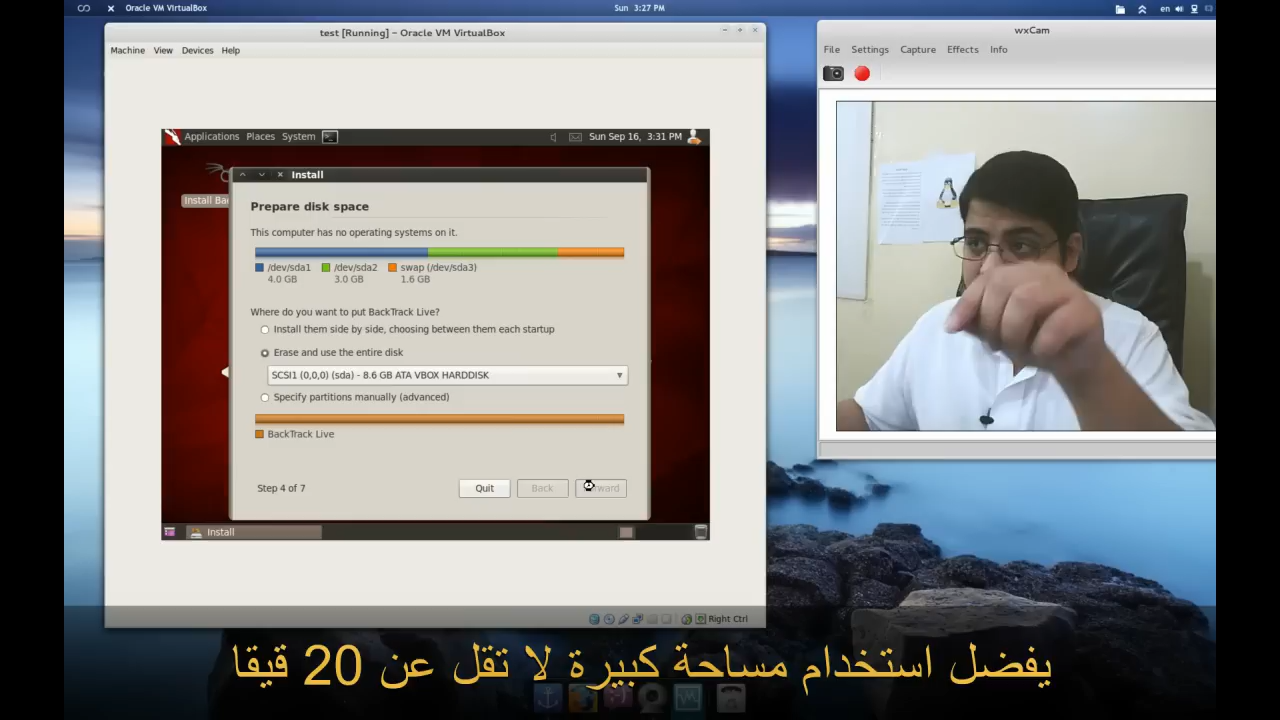 Oracle VM VirtualBox
Sun 3:27 PM
en
test [Running] – Oracle VM VirtualBox
Machine View Devices Help
wxCam
File Settings Capture Effects Info
Applications Places System
Sun Sep 16, 3:31 PM
Install Bac
Install
Prepare disk space
This computer has no operating systems on it.
/dev/sda1 /dev/sda2 swap (/dev/sda3)
4.0 GB 3.0 GB 1.6 GB
Where do you want to put BackTrack Live?
Install them side by side, choosing between them each startup
Erase and use the entire disk
SCSI1 (0,0,0) (sda) - 8.6 GB ATA VBOX HARDDISK
Specify partitions manually (advanced)
BackTrack Live
Step 4 of 7
Quit
Back
Install
Right Ctrl
يفضل استخدام مساحة كبيرة لا تقل عن 20 قيقا